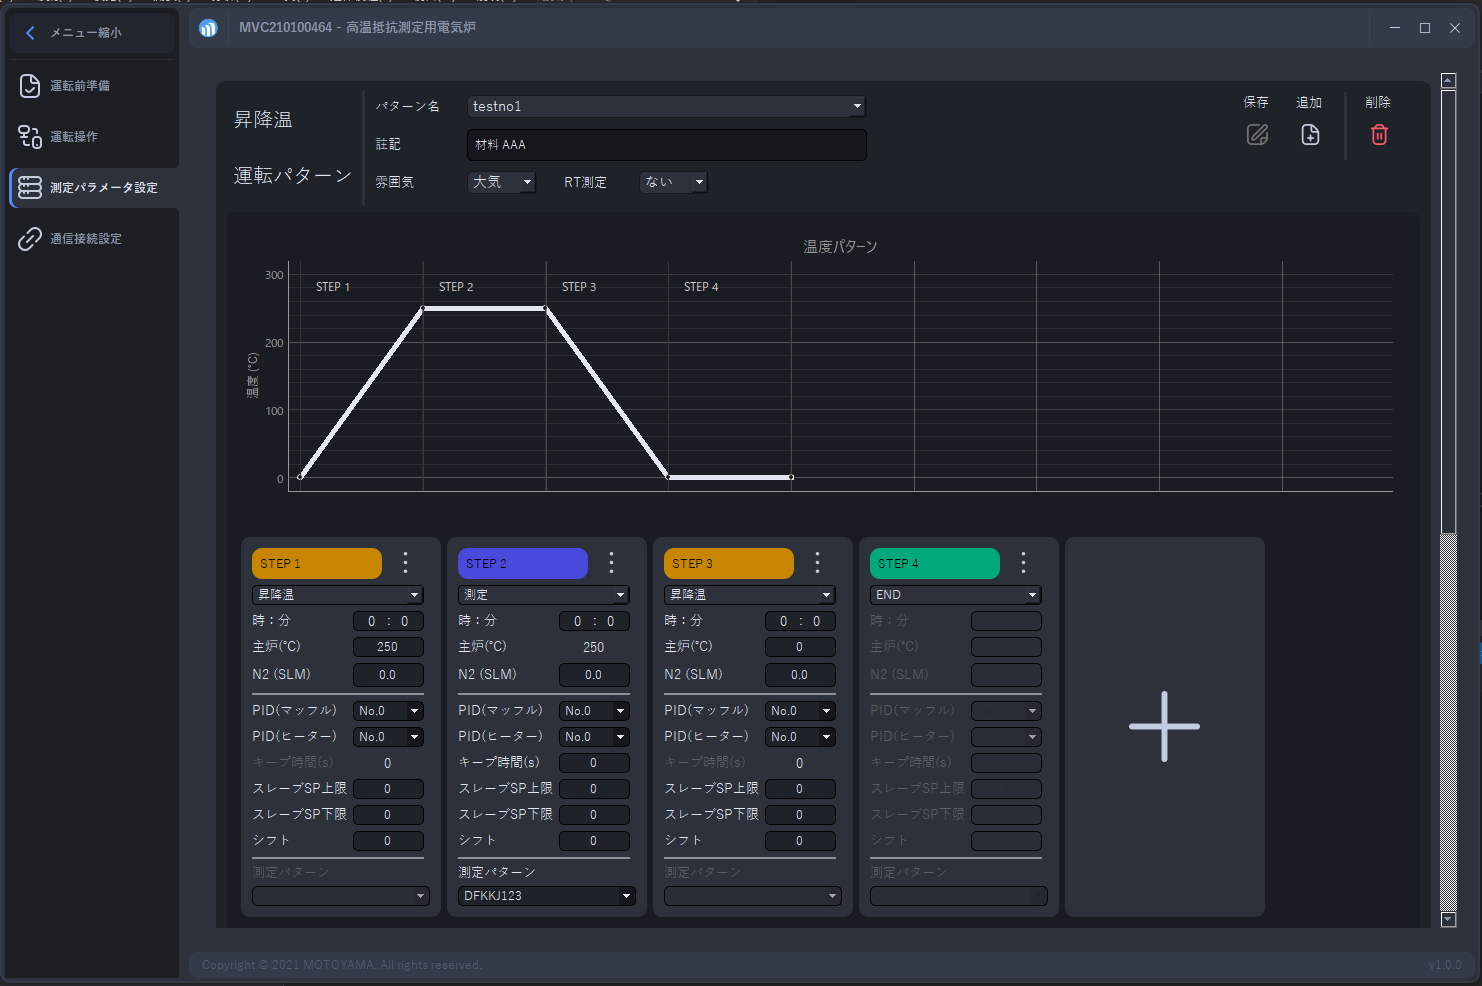 メニュー縮小
MVC210100464 - 高温抵抗測定用電気炉
運転前準備
運転操作
測定パラメータ設定
通信接続設定
昇降温
運転パターン
パターン名 testno1
註記 材料 AAA
雰囲気 大気 RT測定 ない
保存 追加 削除
温度パターン
温度 (°C)
300
200
100
0
STEP 1 STEP 2 STEP 3 STEP 4
STEP 1
昇降温
時：分 0 : 0
主炉(°C) 250
N2 (SLM) 0.0
PID(マッフル) No.0
PID(ヒーター) No.0
キープ時間(s) 0
スレーブSP上限 0
スレーブSP下限 0
シフト 0
測定パターン
STEP 2
測定
時：分 0 : 0
主炉(°C) 250
N2 (SLM) 0.0
PID(マッフル) No.0
PID(ヒーター) No.0
キープ時間(s) 0
スレーブSP上限 0
スレーブSP下限 0
シフト 0
測定パターン
DFKKJ123
STEP 3
昇降温
時：分 0 : 0
主炉(°C) 0
N2 (SLM) 0.0
PID(マッフル) No.0
PID(ヒーター) No.0
キープ時間(s) 0
スレーブSP上限 0
スレーブSP下限 0
シフト 0
測定パターン
STEP 4
END
時：分
主炉(°C)
N2 (SLM)
PID(マッフル)
PID(ヒーター)
キープ時間(s)
スレーブSP上限
スレーブSP下限
シフト
測定パターン
Copyright © 2021 MOTOYAMA. All rights reserved.
v1.0.0